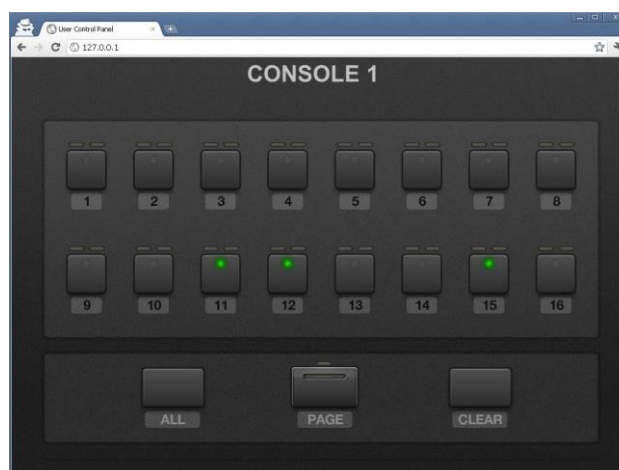 User Control Panel
127.0.0.1
CONSOLE 1
1 2 3 4 5 6 7 8
9 10 11 12 13 14 15 16
ALL PAGE CLEAR